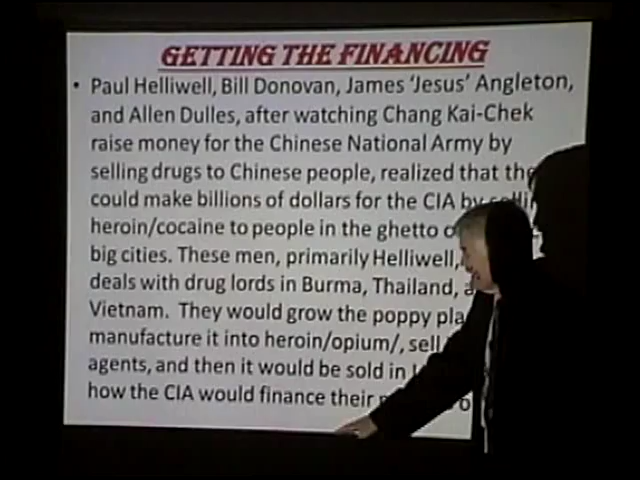 GETTING THE FINANCING
• Paul Helliwell, Bill Donovan, James 'Jesus' Angleton,
and Allen Dulles, after watching Chang Kai-Chek
raise money for the Chinese National Army by
selling drugs to Chinese people, realized that the
could make billions of dollars for the CIA by
heroin/cocaine to people in the ghetto
big cities. These men, primarily Helliwell,
deals with drug lords in Burma, Thailand,
Vietnam. They would grow the poppy
manufacture it into heroin/opium/, sell
agents, and then it would be sold in
how the CIA would finance their